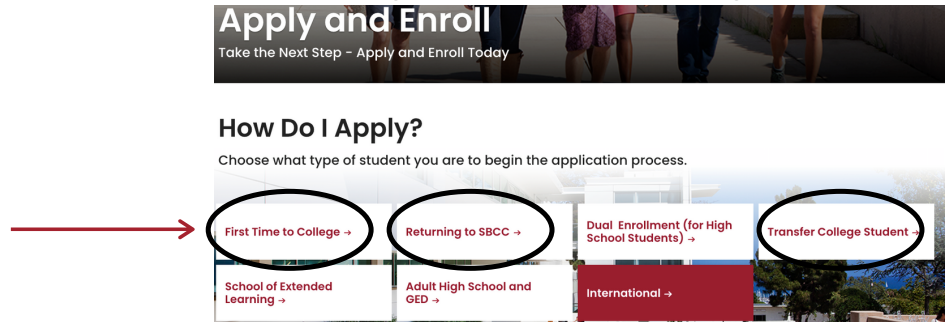 Apply and Enroll
Take the Next Step - Apply and Enroll Today
How Do I Apply?
Choose what type of student you are to begin the application process.
First Time to College →
Returning to SBCC →
Dual Enrollment (for High
School Students) →
Transfer College Student →
School of Extended
Learning →
Adult High School and
GED →
International →